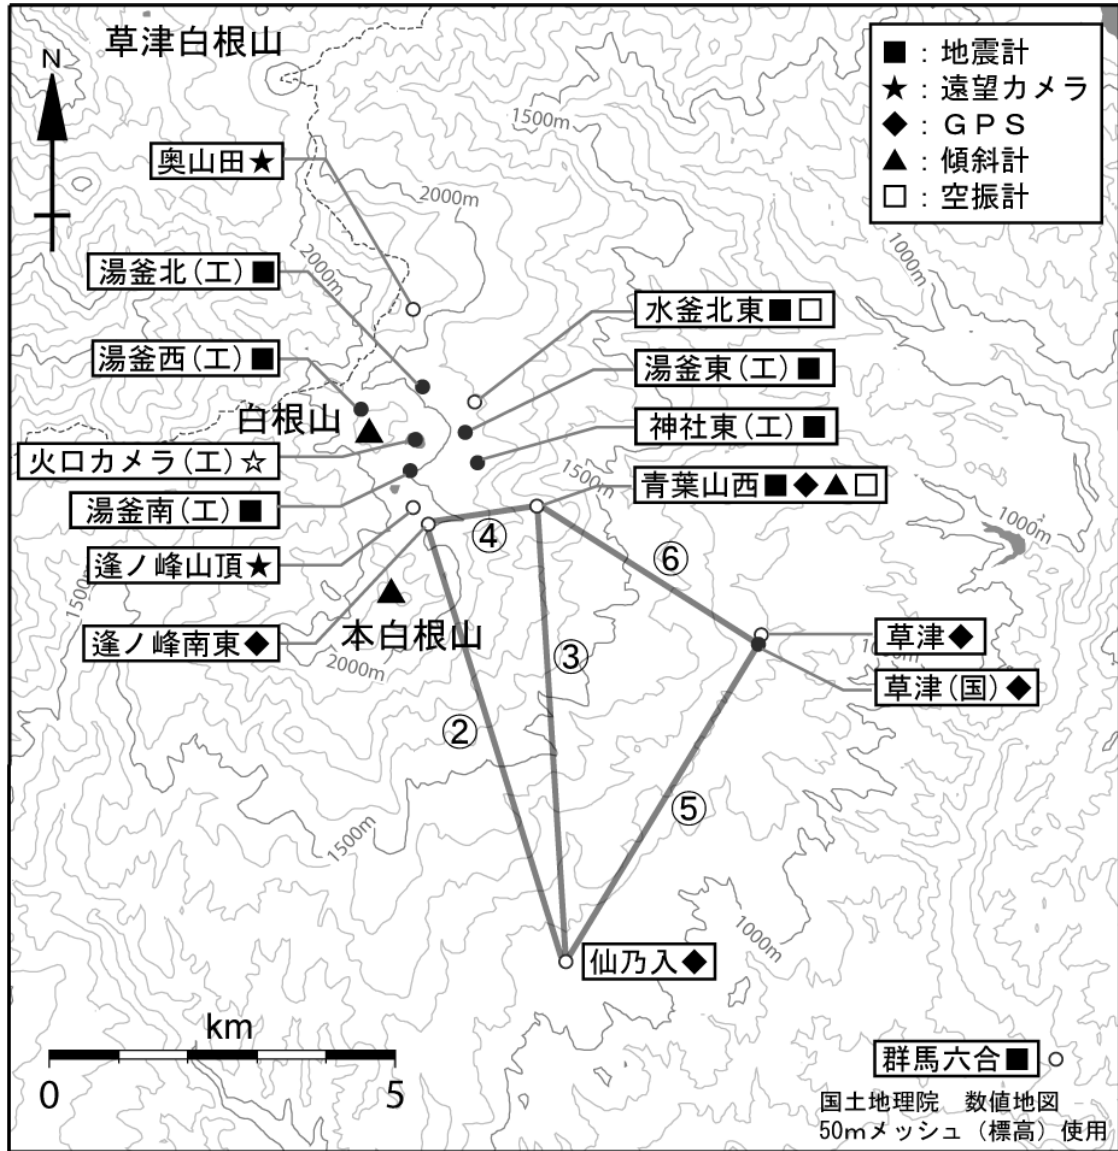 草津白根山
N
■：地震計
★：遠望カメラ
◆：ＧＰＳ
▲：傾斜計
□：空振計
1500m
奥山田★
2000m
1000m
2000m
湯釜北(工)■
水釜北東■□
湯釜西(工)■
湯釜東(工)■
白根山
神社東(工)■
火口カメラ(工)☆
1500m
青葉山西■◆▲□
湯釜南(工)■
1000m
④
⑥
逢ノ峰山頂★
1500m
逢ノ峰南東◆
本白根山
2000m
③
草津◆
草津(国)◆
②
⑤
1500m
1000m
仙乃入◆
km
0
5
群馬六合■
国土地理院　数値地図
50mメッシュ（標高）使用